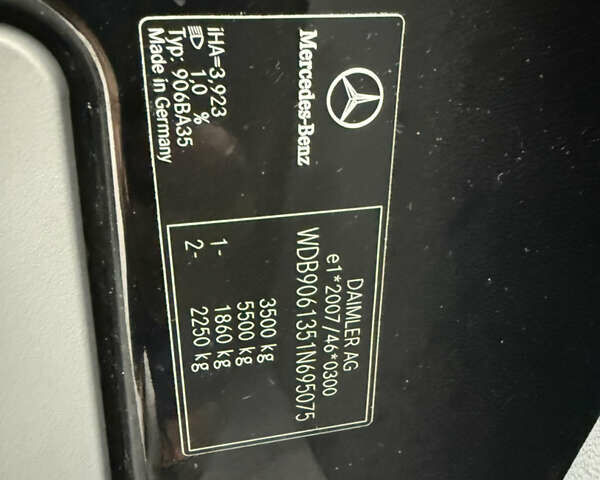 Mercedes-Benz
iHA=3,923
1,0 %
Typ: 906BA35
Made in Germany
DAIMLER AG
e1*2007/46*0300
WDB9061351N695075
3500 kg
5500 kg
1- 1860 kg
2- 2250 kg